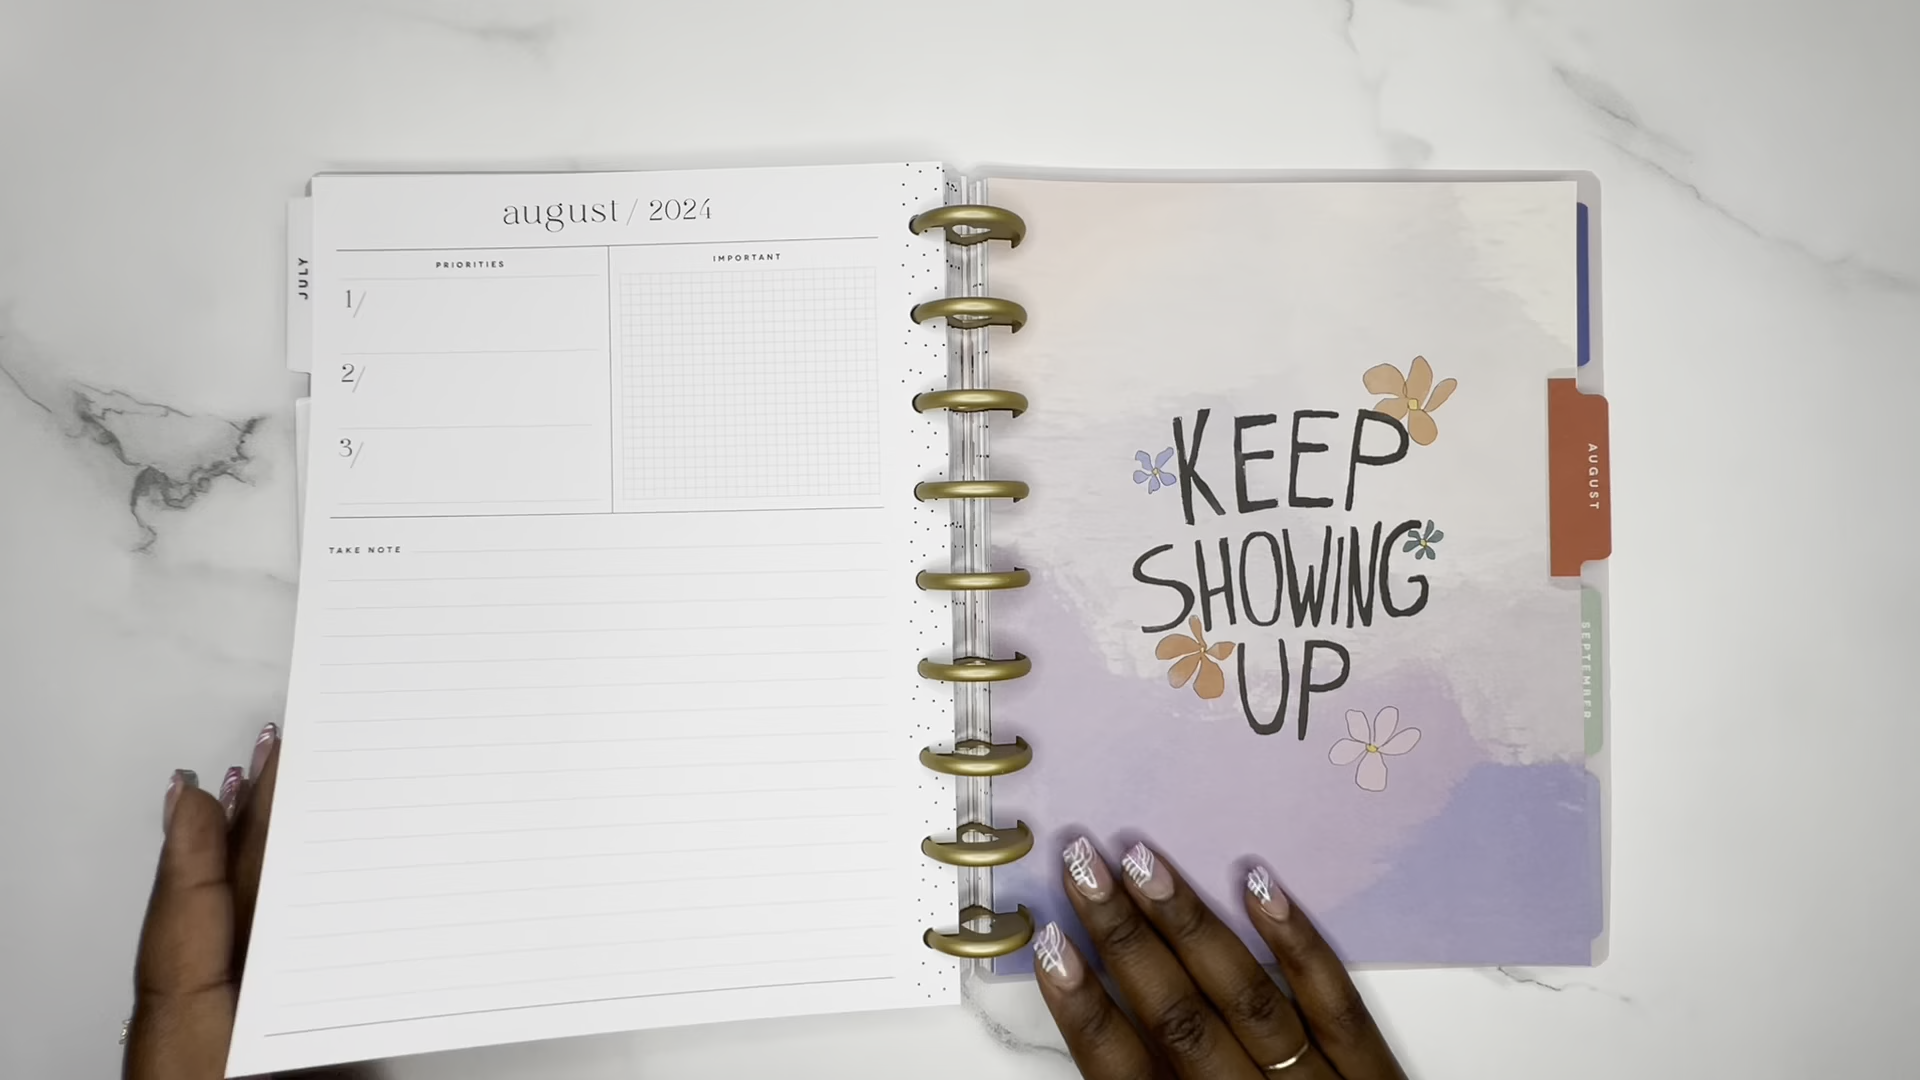 august / 2024
PRIORITIES
IMPORTANT
1/
2/
3/
TAKE NOTE
JULY
KEEP
SHOWING
UP
AUGUST
SEPTEMBER